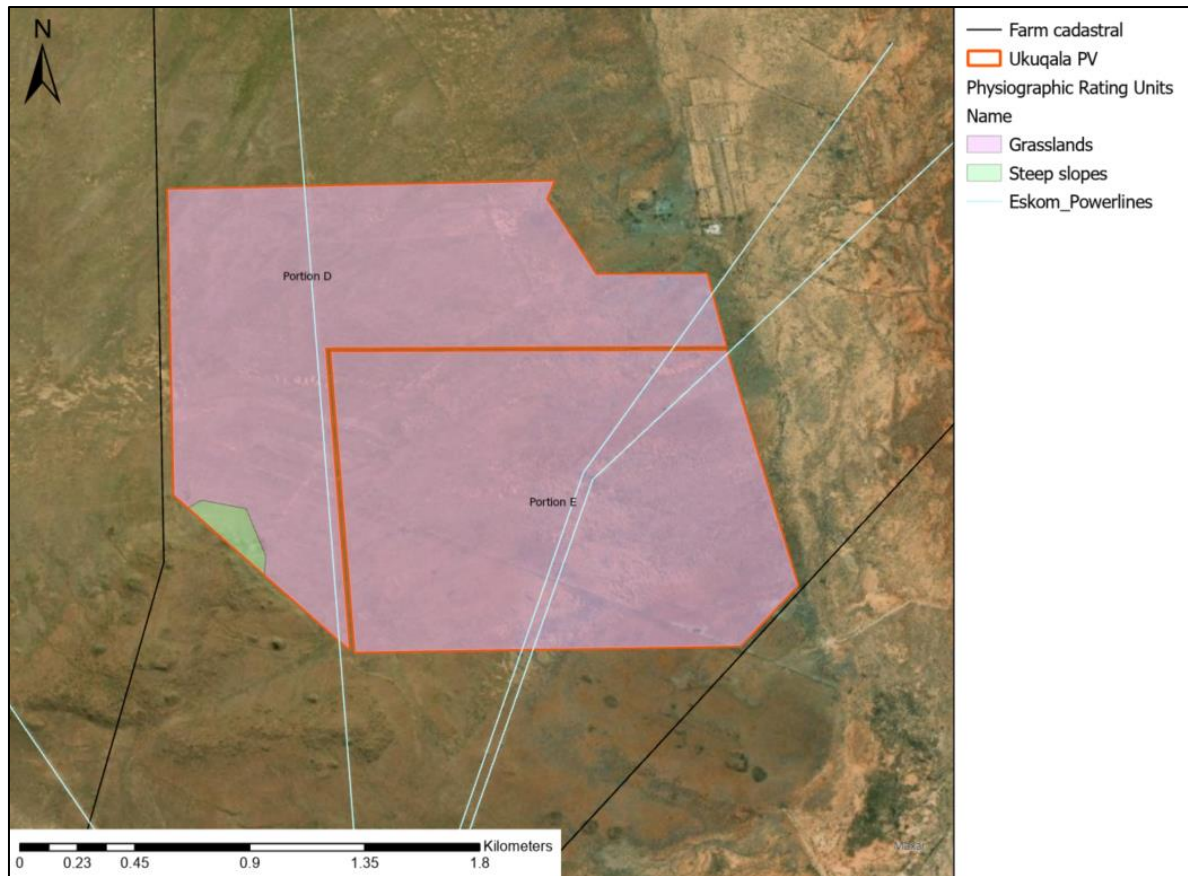 N
Farm cadastral
Ukuqala PV
Physiographic Rating Units
Name
Grasslands
Steep slopes
Eskom_Powerlines
Portion D
Portion E
Kilometers
0 0.23 0.45 0.9 1.35 1.8